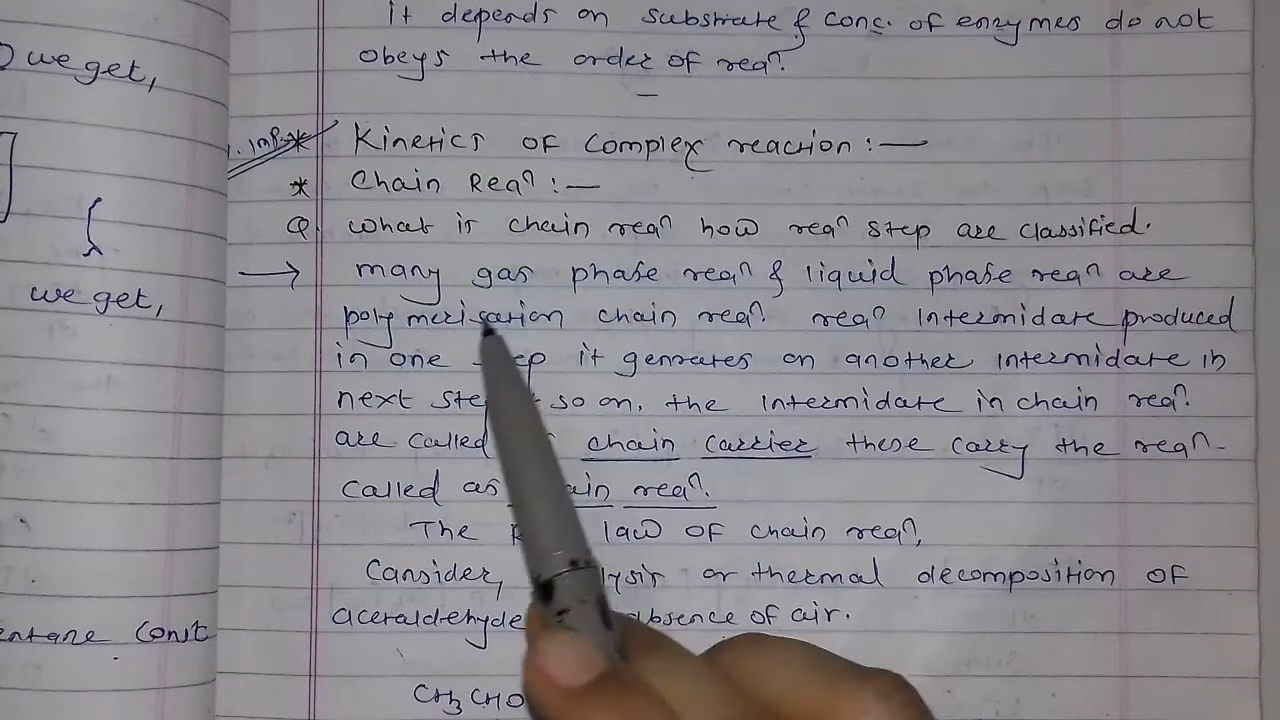 it depends on substrate & conc. of enzymes do not
obeys the order of rean.
Kinetics of complex reaction :—
* Chain Rean :—
Q. what is chain rean how rean step are classified.
→ many gas phase rean & liquid phase rean are
polymerisation chain rean. rean Intermidate produced
in one step it genrates on another intermidate in
next so on. the intermidate in chain rean.
are called chain carrier these carry the rean
called as rean.
The law of chain rean,
Cansider, or thermal decomposition of
aceraldehyde absence of air.
CH3CHO
we get,
we get,
Const